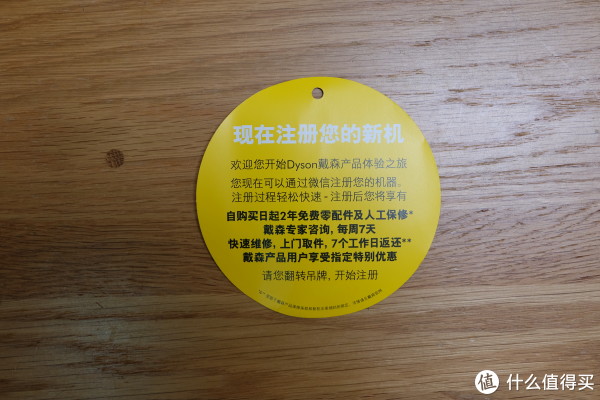 现在注册您的新机
欢迎您开始Dyson戴森产品体验之旅
您现在可以通过微信注册您的机器。
注册过程轻松快速 - 注册后您将享有
自购买日起2年免费零配件及人工保修*
戴森专家咨询, 每周7天
快速维修, 上门取件, 7个工作日返还**
戴森产品用户享受指定特别优惠
请您翻转吊牌, 开始注册
值 什么值得买